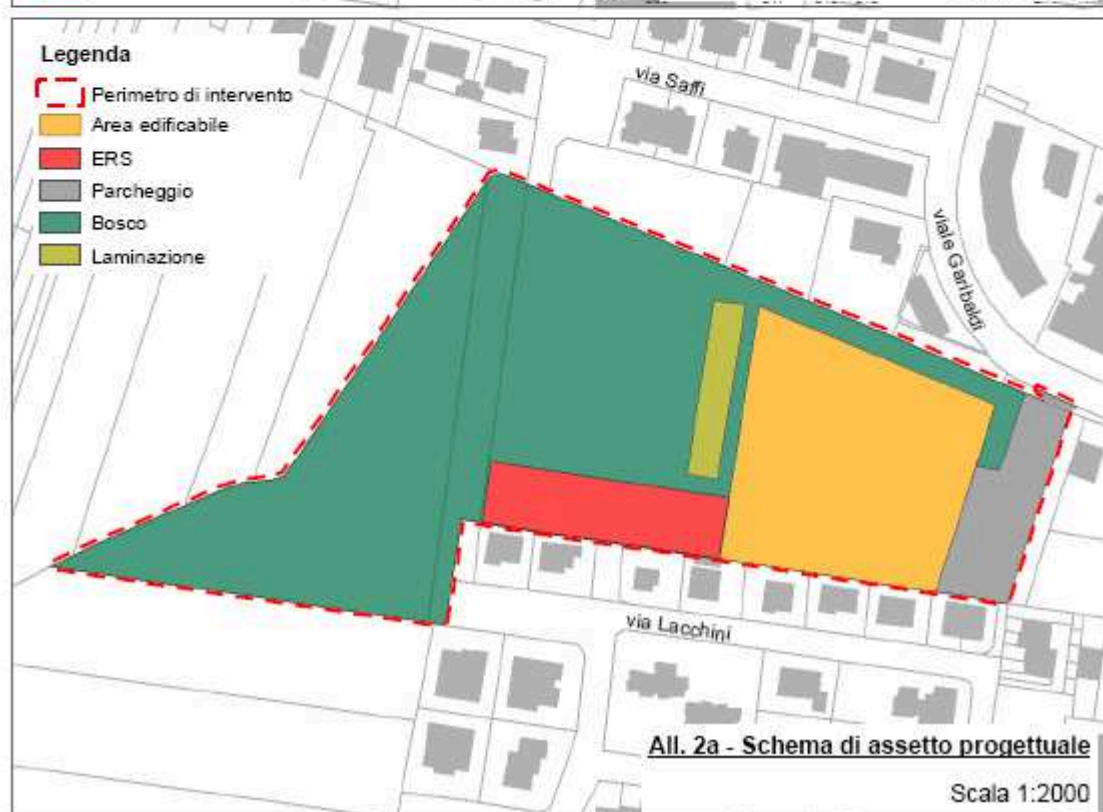 Legenda
Perimetro di intervento
Area edificabile
ERS
Parcheggio
Bosco
Laminazione
via Saffi
viale Garibaldi
via Lacchini
All. 2a - Schema di assetto progettuale
Scala 1:2000